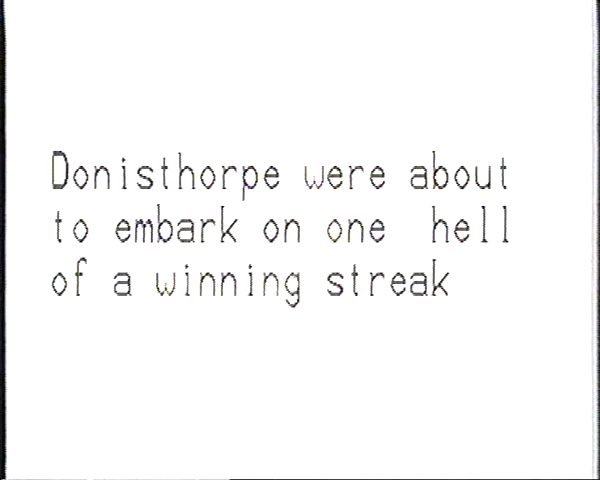 Donisthorpe were about
to embark on one  hell
of a winning streak